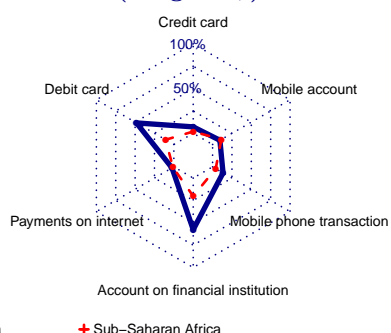 Credit card
100%
50%
Debit card
Mobile account
Payments on internet
Mobile phone transaction
Account on financial institution
Sub−Saharan Africa